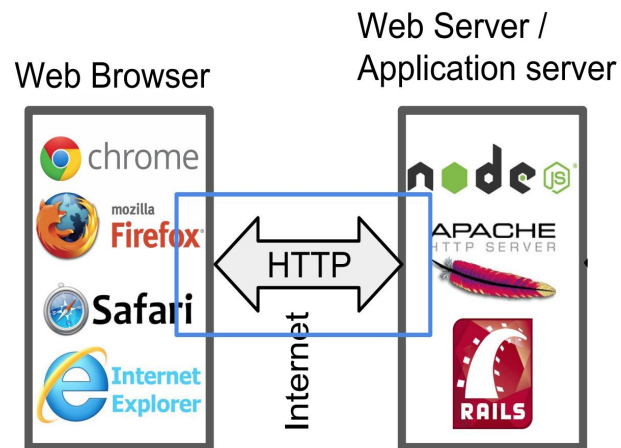 Web Browser
Web Server /
Application server
chrome
mozilla
Firefox
Safari
Internet
Explorer
HTTP
Internet
node
JS
APACHE
HTTP SERVER
RAILS